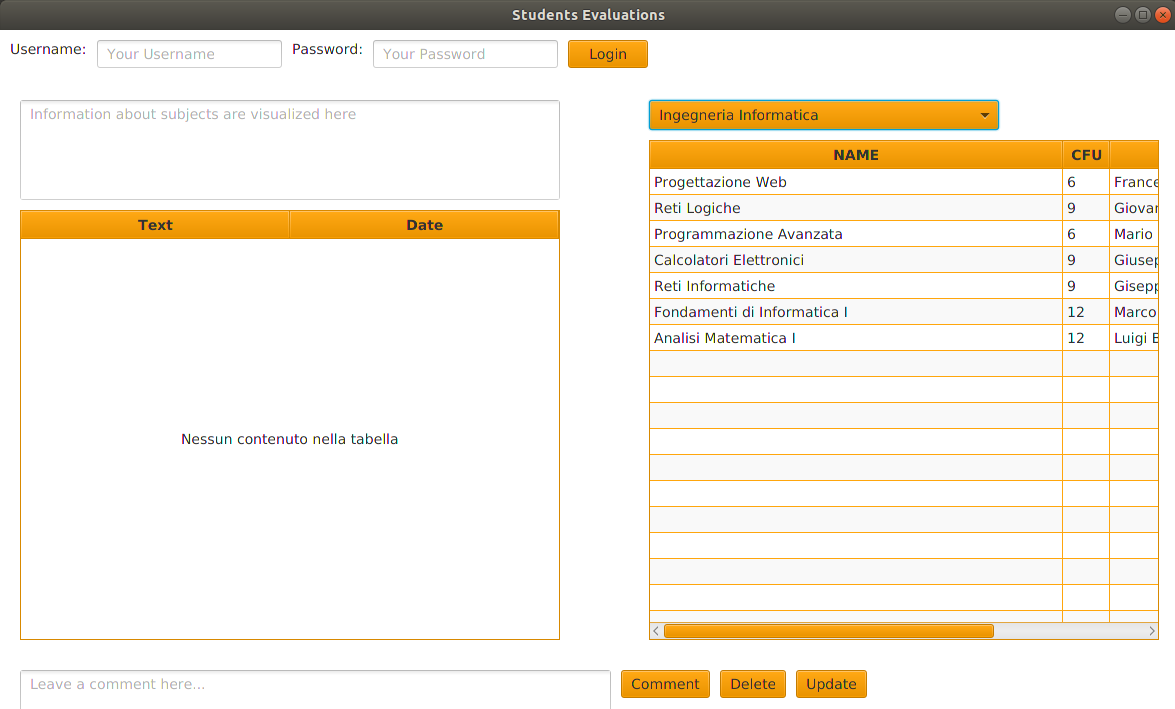 Students Evaluations
Username: Your Username Password: Your Password Login
Information about subjects are visualized here
Ingegneria Informatica
Text Date
Nessun contenuto nella tabella
NAME CFU
Progettazione Web 6 France
Reti Logiche 9 Giovan
Programmazione Avanzata 6 Mario
Calcolatori Elettronici 9 Giusep
Reti Informatiche 9 Gisepp
Fondamenti di Informatica I 12 Marco
Analisi Matematica I 12 Luigi
Leave a comment here... Comment Delete Update